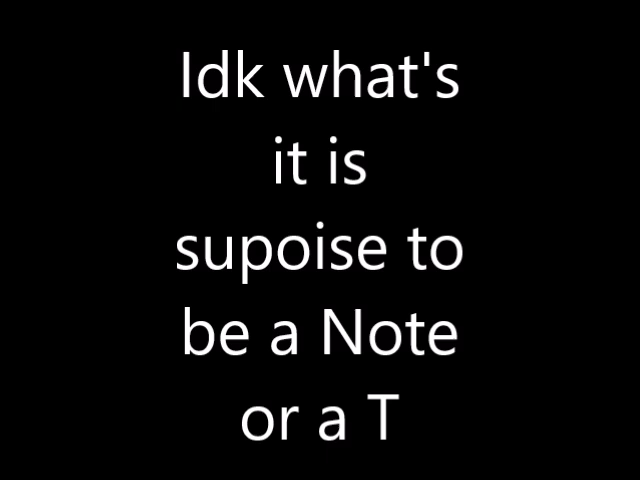 Idk what's
it is
supoise to
be a Note
or a T